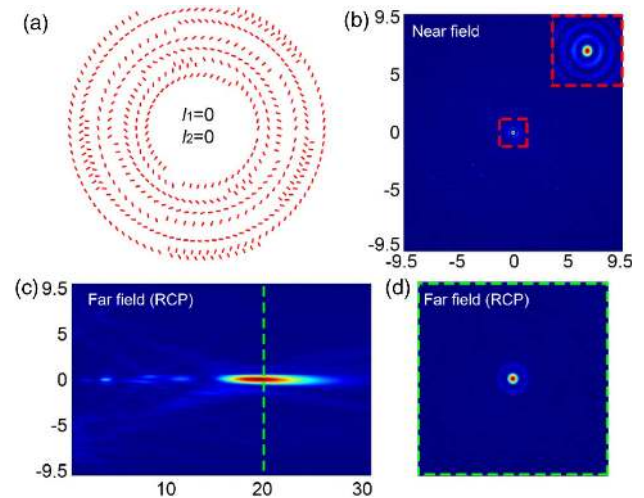 (a)
l1=0
l2=0
(b)
Near field
9.5
5
0
-5
-9.5
-9.5 -5 0 5 9.5
(c)
Far field (RCP)
9.5
5
0
-5
-9.5
10 20 30
(d)
Far field (RCP)